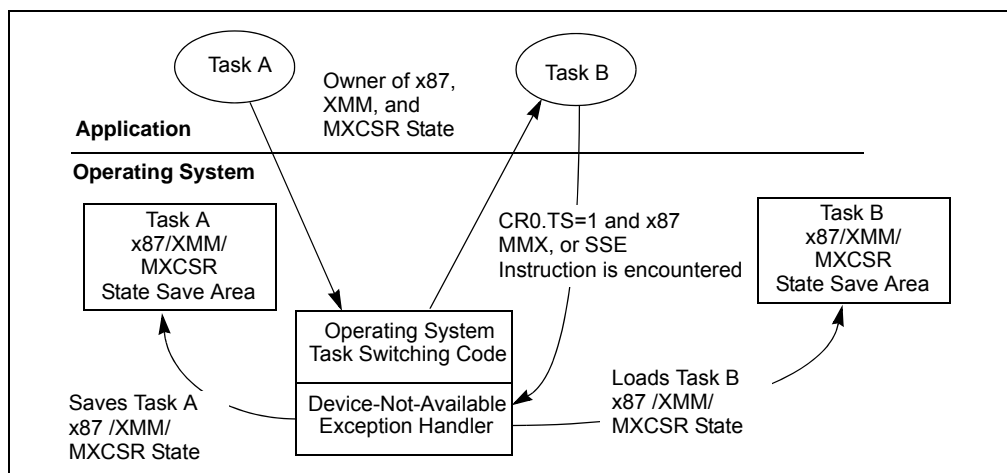 Task A
Owner of x87,
XMM, and
MXCSR State
Task B
Application
Operating System
Task A
x87/XMM/
MXCSR
State Save Area
CR0.TS=1 and x87
MMX, or SSE
Instruction is encountered
Task B
x87/XMM/
MXCSR
State Save Area
Operating System
Task Switching Code
Device-Not-Available
Exception Handler
Saves Task A
x87 /XMM/
MXCSR State
Loads Task B
x87 /XMM/
MXCSR State